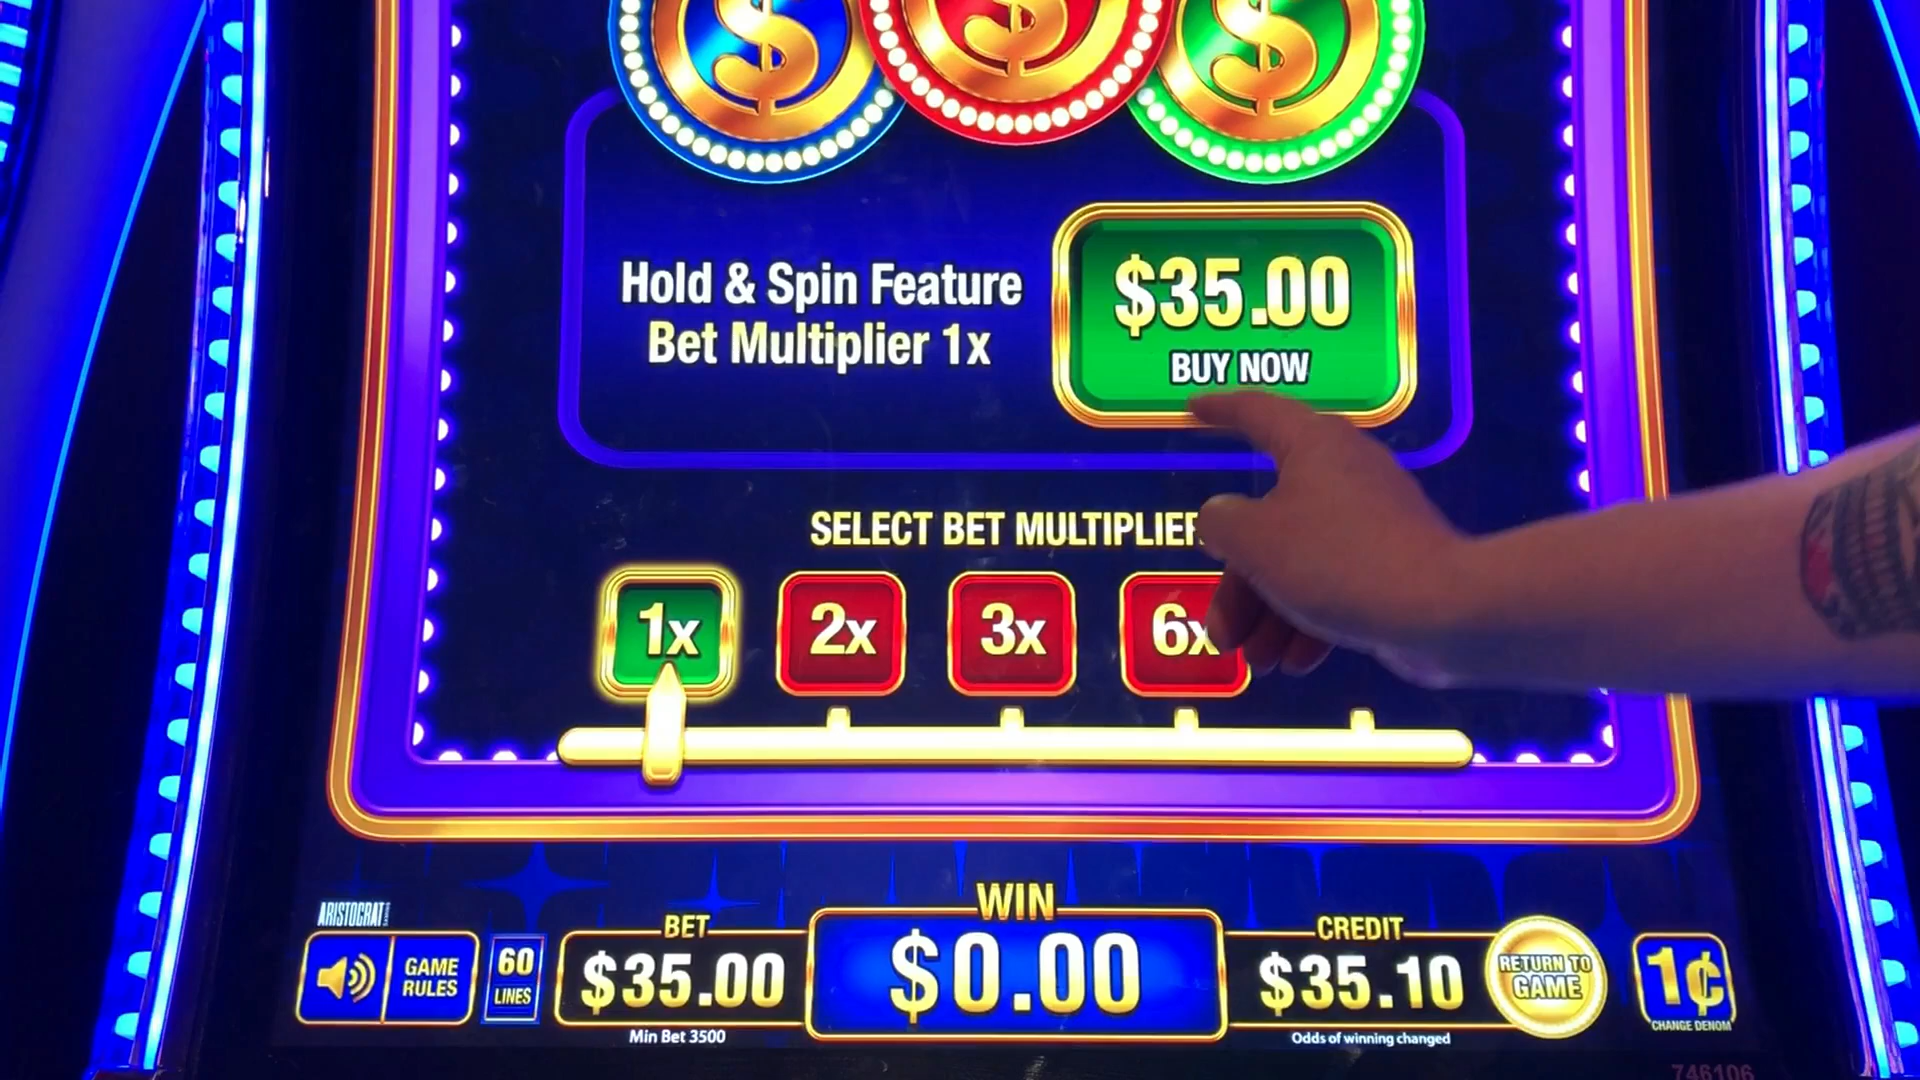 Hold & Spin Feature
Bet Multiplier 1x
$35.00
BUY NOW
SELECT BET MULTIPLIER
1x
2x
3x
6x
ARISTOCRAT
GAME
RULES
60
LINES
BET
$35.00
Min Bet 3500
WIN
$0.00
CREDIT
$35.10
Odds of winning changed
RETURN TO
GAME
1¢
CHANGE DENOM
746106